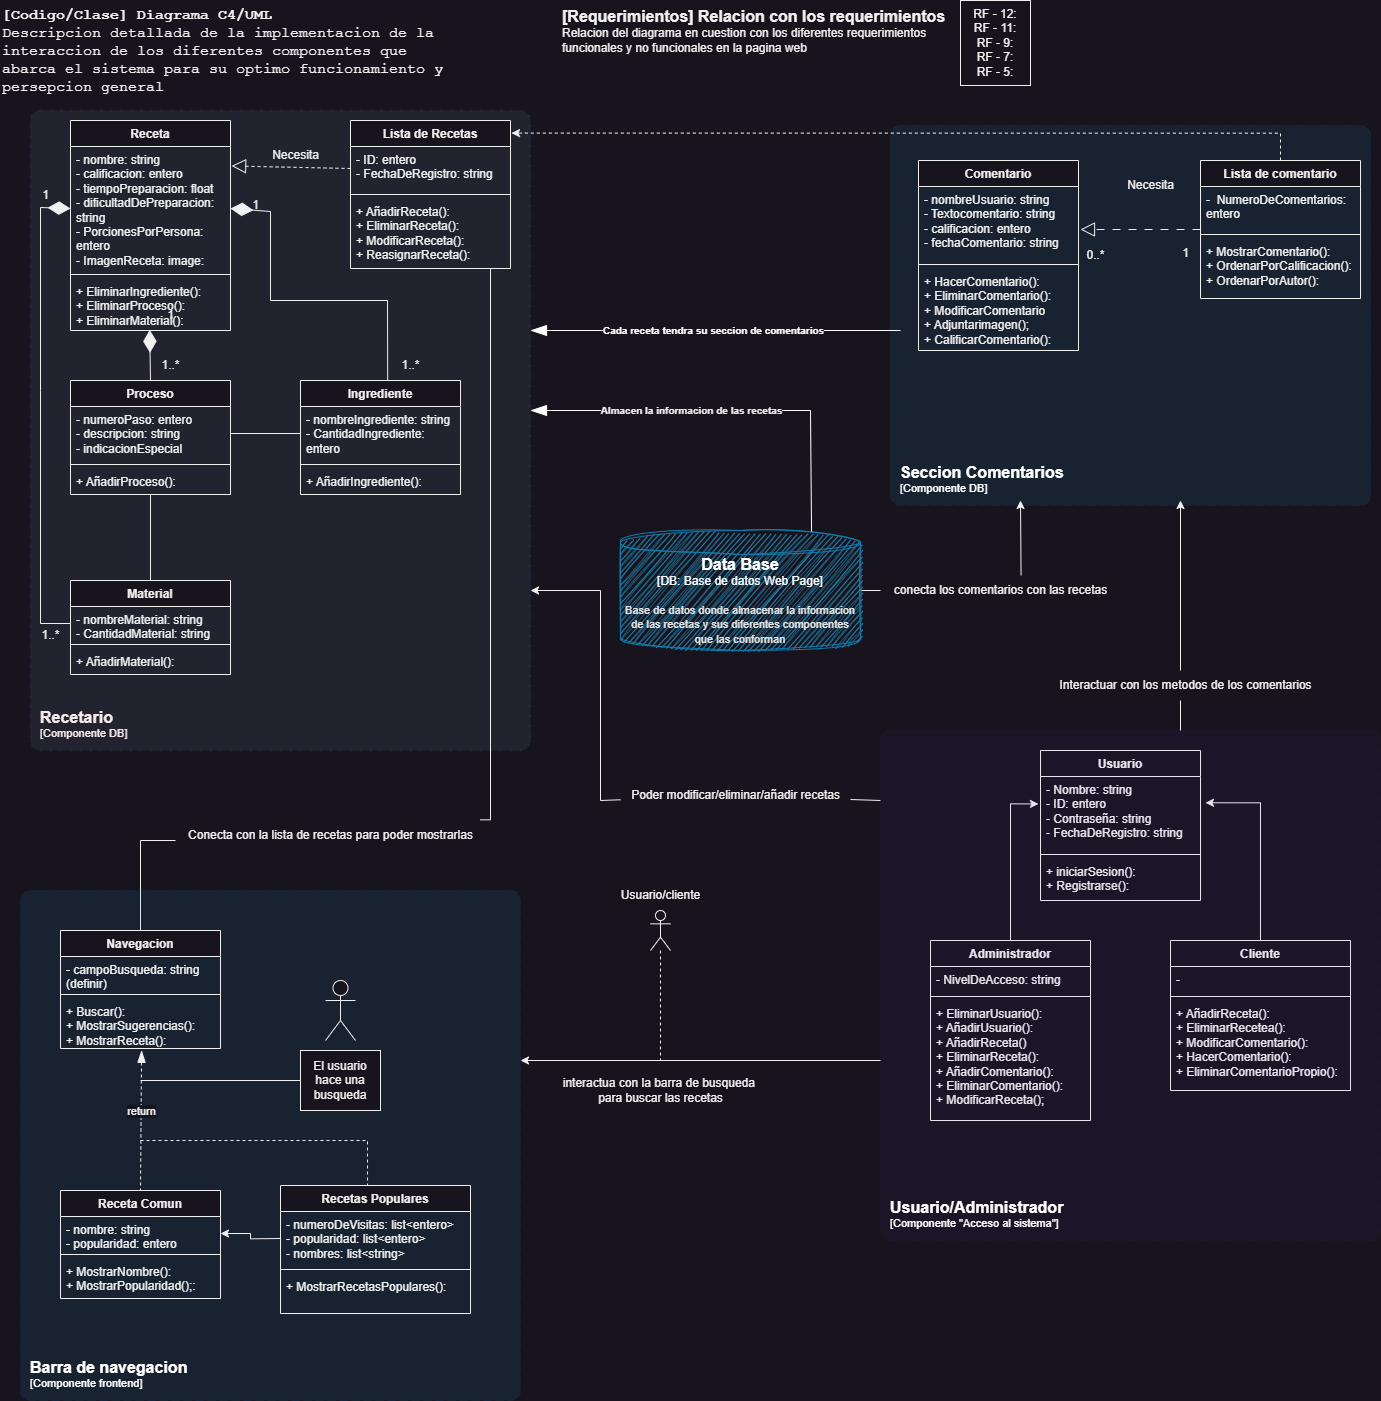 [Codigo/Clase] Diagrama C4/UML
Descripcion detallada de la implementacion de la
interaccion de los diferentes componentes que
abarca el sistema para su optimo funcionamiento y
persepcion general
[Requerimientos] Relacion con los requerimientos
Relacion del diagrama en cuestion con los diferentes requerimientos
funcionales y no funcionales en la pagina web
RF - 12:
RF - 11:
RF - 9:
RF - 7:
RF - 5:
Receta
- nombre: string
- calificacion: entero
- tiempoPreparacion: float
- dificultadDePreparacion:
string
- PorcionesPorPersona:
entero
- ImagenReceta: image:
+ EliminarIngrediente():
+ EliminarProceso():
+ EliminarMaterial():
1
1
1
Necesita
Lista de Recetas
- ID: entero
- FechaDeRegistro: string
+ AñadirReceta():
+ EliminarReceta():
+ ModificarReceta():
+ ReasignarReceta():
1..*
1..*
Proceso
- numeroPaso: entero
- descripcion: string
- indicacionEspecial
+ AñadirProceso():
Ingrediente
- nombreIngrediente: string
- CantidadIngrediente:
entero
+ AñadirIngrediente():
Material
- nombreMaterial: string
- CantidadMaterial: string
+ AñadirMaterial():
1..*
Recetario
[Componente DB]
Comentario
- nombreUsuario: string
- Textocomentario: string
- calificacion: entero
- fechaComentario: string
+ HacerComentario():
+ EliminarComentario():
+ ModificarComentario
+ Adjuntarimagen();
+ CalificarComentario():
Necesita
0..*
1
Lista de comentario
- NumeroDeComentarios:
entero
+ MostrarComentario():
+ OrdenarPorCalificacion():
+ OrdenarPorAutor():
Seccion Comentarios
[Componente DB]
Cada receta tendra su seccion de comentarios
Almacen la informacion de las recetas
Data Base
[DB: Base de datos Web Page]
Base de datos donde almacenar la informacion
de las recetas y sus diferentes componentes
que las conforman
conecta los comentarios con las recetas
Interactuar con los metodos de los comentarios
Poder modificar/eliminar/añadir recetas
Conecta con la lista de recetas para poder mostrarlas
Usuario
- Nombre: string
- ID: entero
- Contraseña: string
- FechaDeRegistro: string
+ iniciarSesion():
+ Registrarse():
Administrador
- NivelDeAcceso: string
+ EliminarUsuario():
+ AñadirUsuario():
+ AñadirReceta()
+ EliminarReceta():
+ AñadirComentario():
+ EliminarComentario():
+ ModificarReceta();
Cliente
-
+ AñadirReceta():
+ EliminarRecetea():
+ ModificarComentario():
+ HacerComentario():
+ EliminarComentarioPropio():
Usuario/Administrador
[Componente "Acceso al sistema"]
Usuario/cliente
interactua con la barra de busqueda
para buscar las recetas
Navegacion
- campoBusqueda: string
(definir)
+ Buscar():
+ MostrarSugerencias():
+ MostrarReceta():
El usuario
hace una
busqueda
return
Receta Comun
- nombre: string
- popularidad: entero
+ MostrarNombre():
+ MostrarPopularidad();:
Recetas Populares
- numeroDeVisitas: list<entero>
- popularidad: list<entero>
- nombres: list<string>
+ MostrarRecetasPopulares():
Barra de navegacion
[Componente frontend]